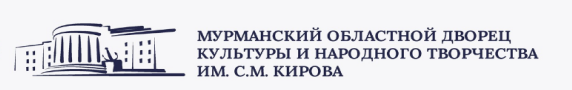 МУРМАНСКИЙ ОБЛАСТНОЙ ДВОРЕЦ
КУЛЬТУРЫ И НАРОДНОГО ТВОРЧЕСТВА
ИМ. С.М. КИРОВА